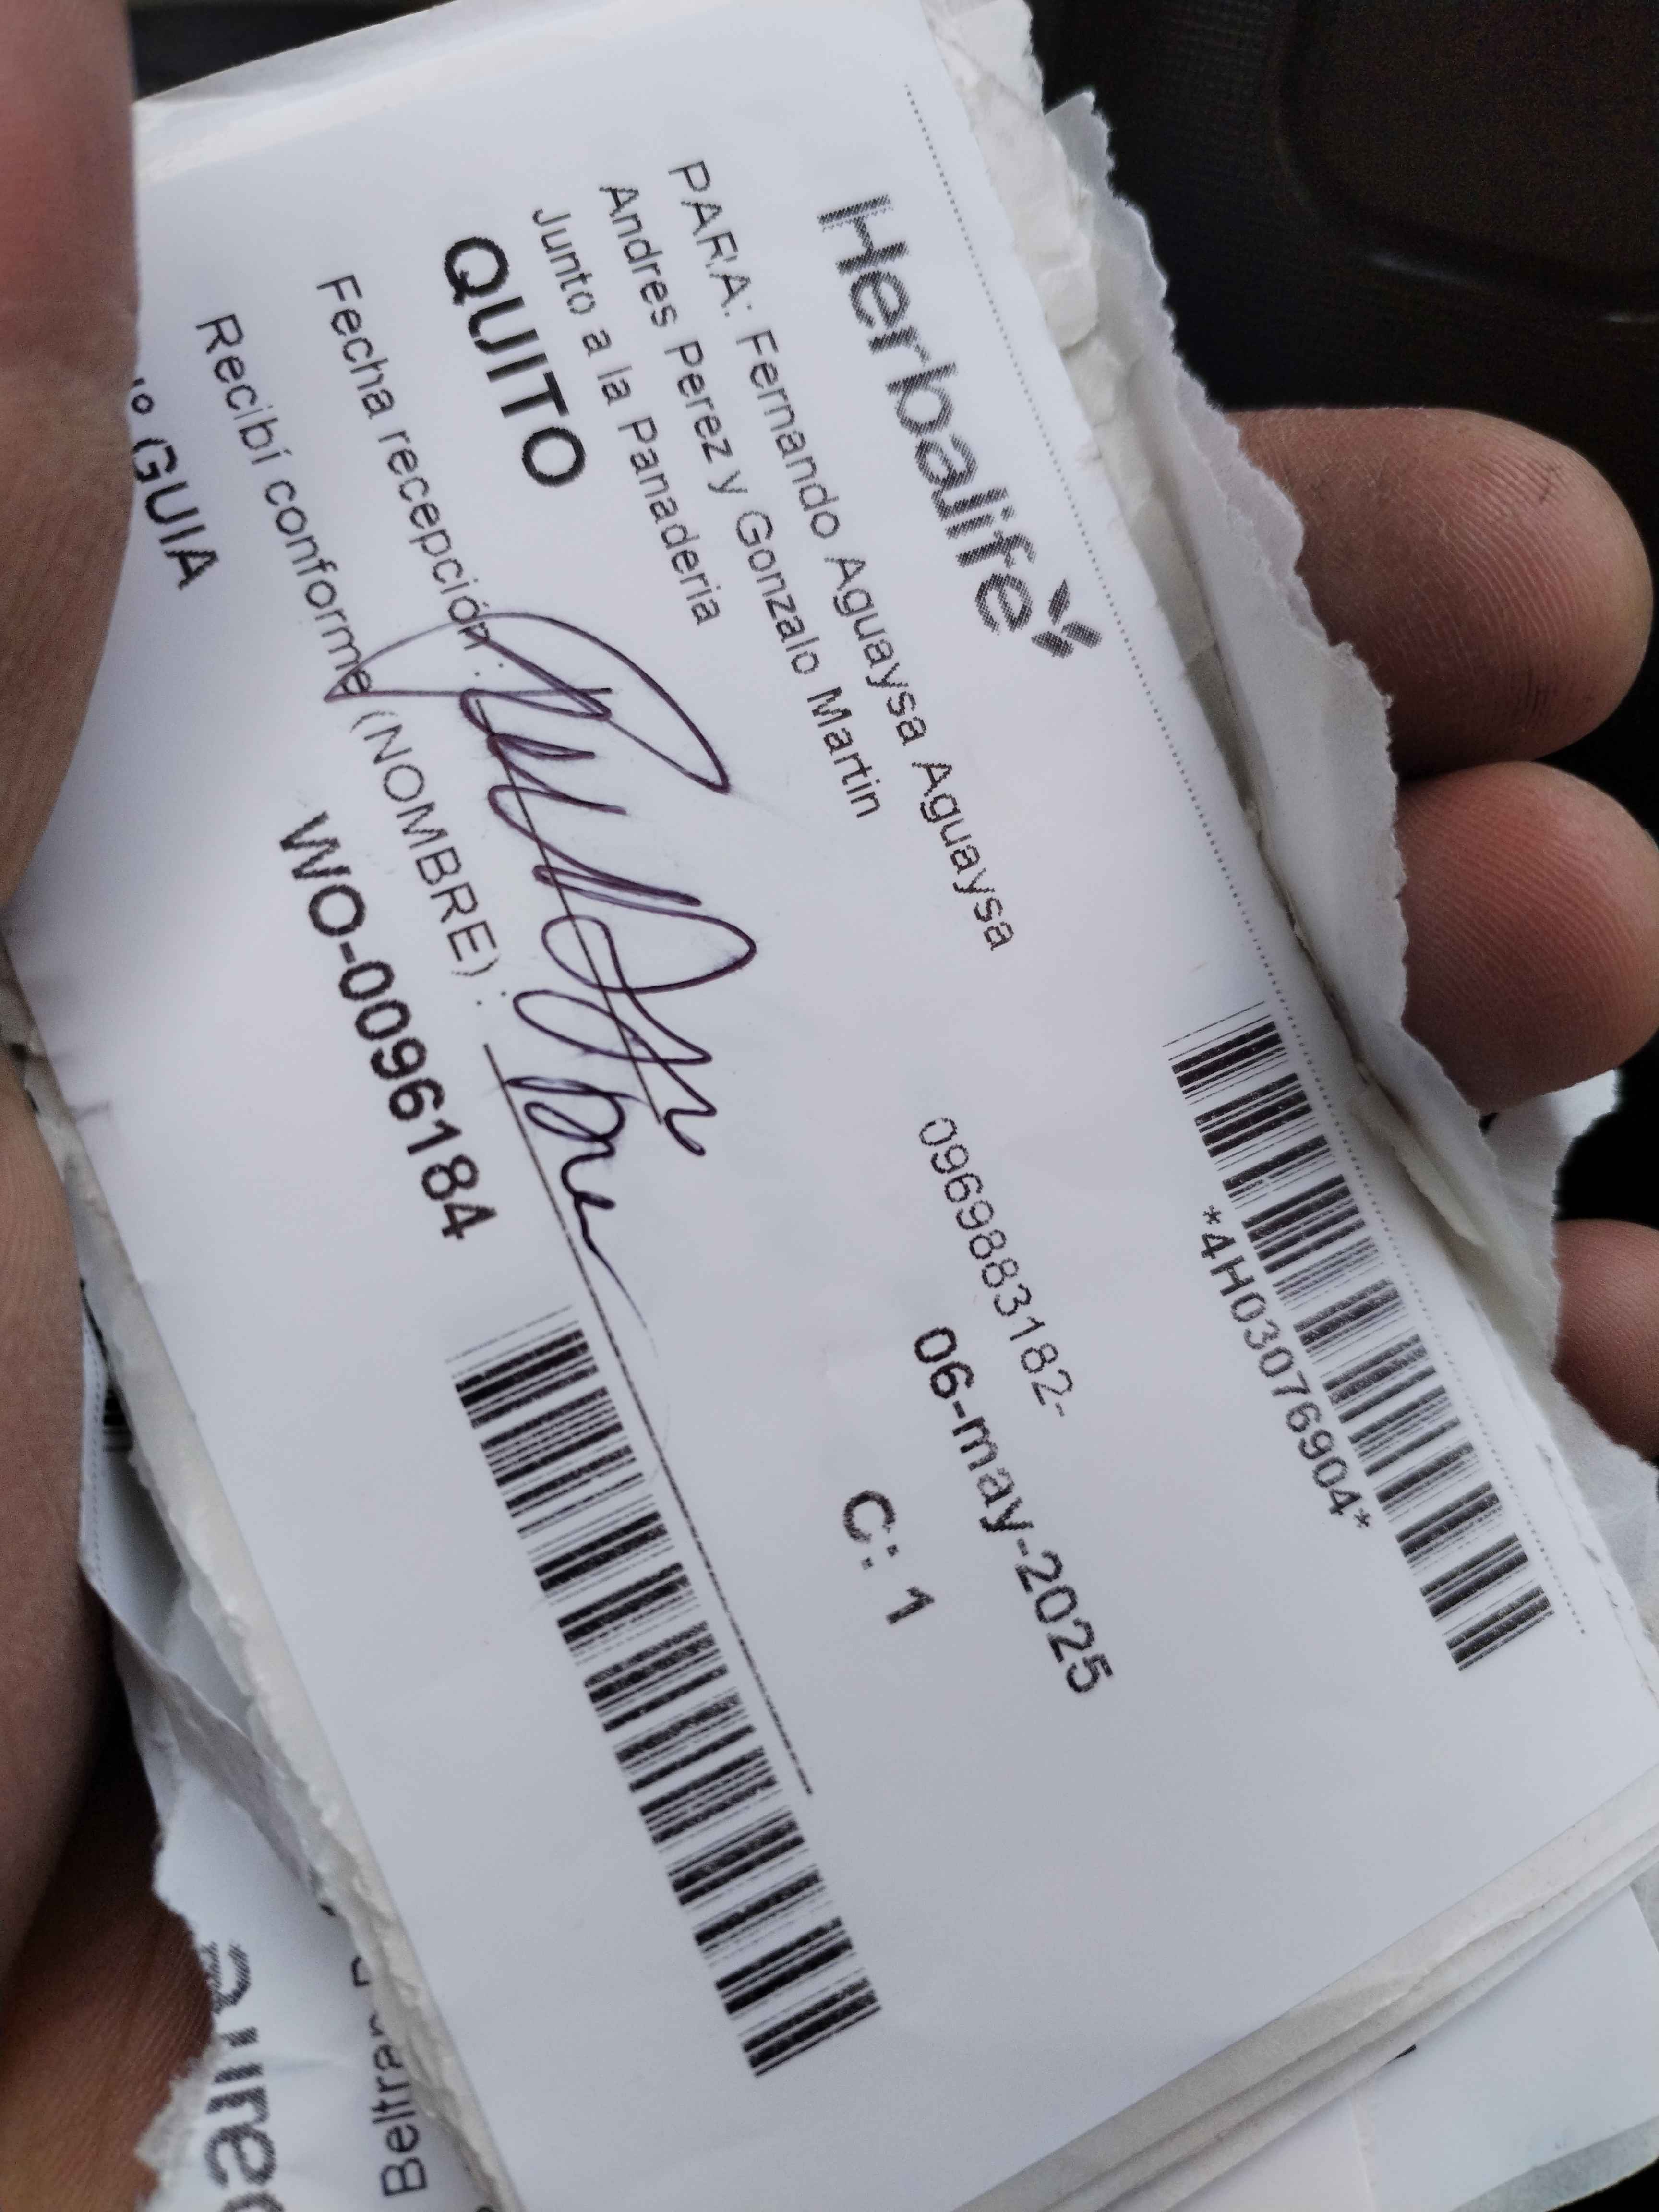 Herbalife
*4H03076904*
PARA: Fernando Aguaysa Aguaysa
0969883182-
Andres Perez y Gonzalo Martin
06-may-2025
Junto a la Panaderia
QUITO
C: 1
Fecha recepción :
Recibí conforme (NOMBRE) :
º GUIA
WO-0096184
Beltran